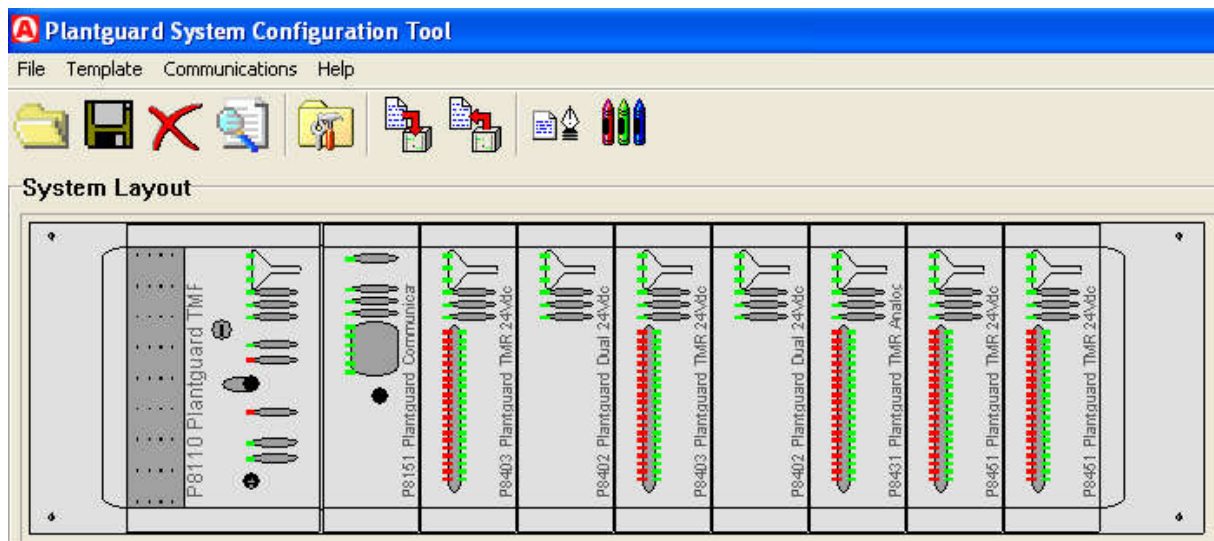 A Plantguard System Configuration Tool
File Template Communications Help
System Layout
P8110 Plantguard TMF
P8151 Plantguard Communicar
P8403 Plantguard TMR 24Vdc
P8402 Plantguard Dual 24Vdc
P8403 Plantguard TMR 24Vdc
P8402 Plantguard Dual 24Vdc
P8431 Plantguard TMR Analoc
P8451 Plantguard TMR 24Vdc
P8451 Plantguard TMR 24Vdc